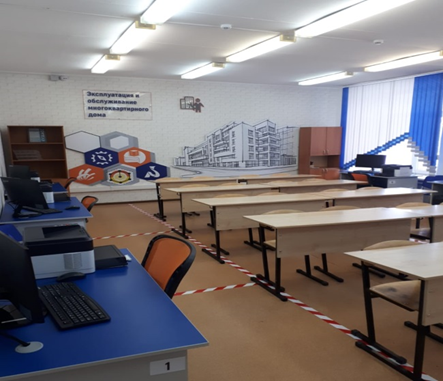 Эксплуатация и
обслуживание
многоквартирного
дома
1